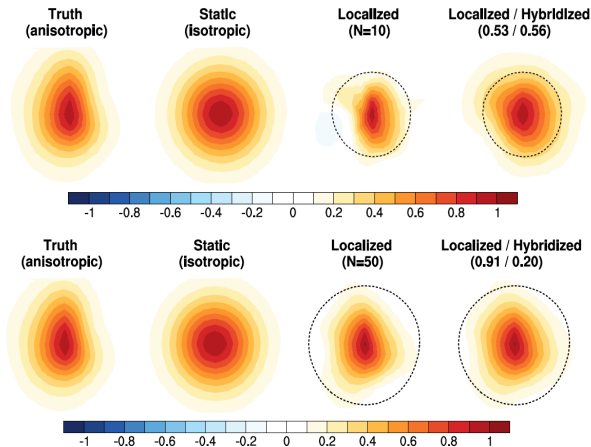 Truth
(anisotropic)
Static
(isotropic)
Localized
(N=10)
Localized / Hybridized
(0.53 / 0.56)
-1 -0.8 -0.6 -0.4 -0.2 0 0.2 0.4 0.6 0.8 1
Truth
(anisotropic)
Static
(isotropic)
Localized
(N=50)
Localized / Hybridized
(0.91 / 0.20)
-1 -0.8 -0.6 -0.4 -0.2 0 0.2 0.4 0.6 0.8 1